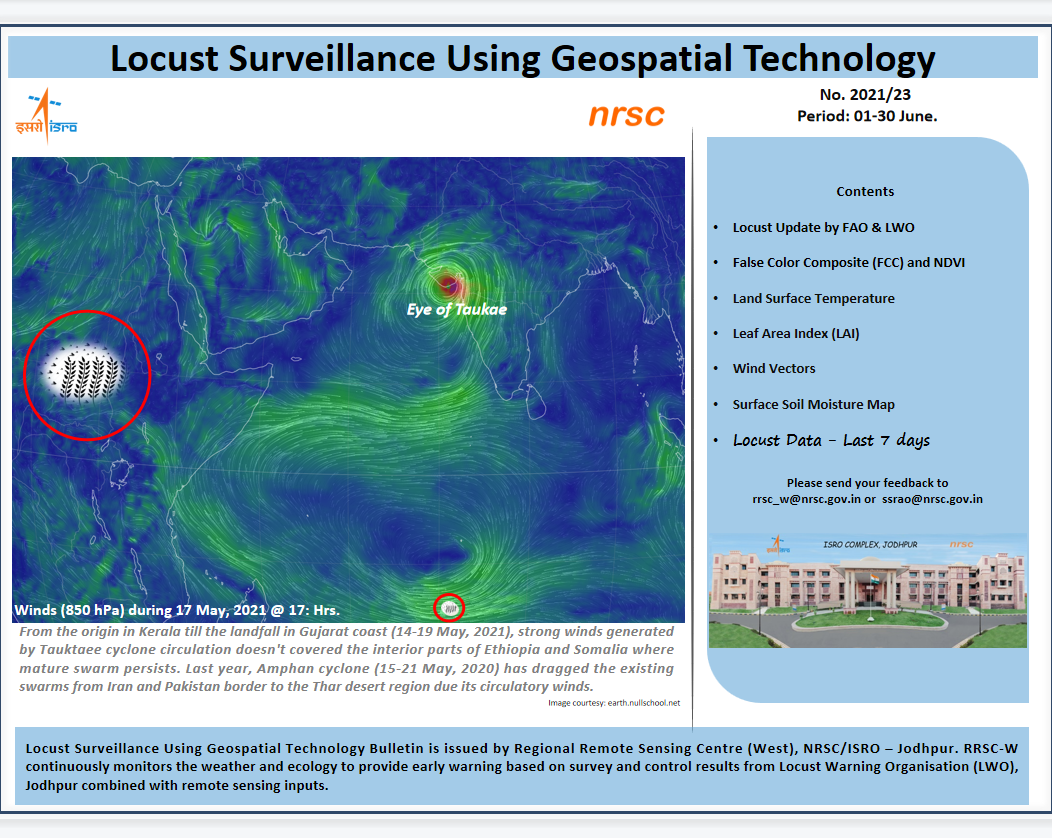 Locust Surveillance Using Geospatial Technology
इसरो isro
nrsc
No. 2021/23
Period: 01-30 June.
Eye of Taukae
Winds (850 hPa) during 17 May, 2021 @ 17: Hrs.
From the origin in Kerala till the landfall in Gujarat coast (14-19 May, 2021), strong winds generated
by Tauktaee cyclone circulation doesn't covered the interior parts of Ethiopia and Somalia where
mature swarm persists. Last year, Amphan cyclone (15-21 May, 2020) has dragged the existing
swarms from Iran and Pakistan border to the Thar desert region due its circulatory winds.
Image courtesy: earth.nullschool.net
Contents
• Locust Update by FAO & LWO
• False Color Composite (FCC) and NDVI
• Land Surface Temperature
• Leaf Area Index (LAI)
• Wind Vectors
• Surface Soil Moisture Map
• Locust Data - Last 7 days
Please send your feedback to
rrsc_w@nrsc.gov.in or ssrao@nrsc.gov.in
इसरो isro
ISRO COMPLEX, JODHPUR
nrsc
Locust Surveillance Using Geospatial Technology Bulletin is issued by Regional Remote Sensing Centre (West), NRSC/ISRO – Jodhpur. RRSC-W
continuously monitors the weather and ecology to provide early warning based on survey and control results from Locust Warning Organisation (LWO),
Jodhpur combined with remote sensing inputs.